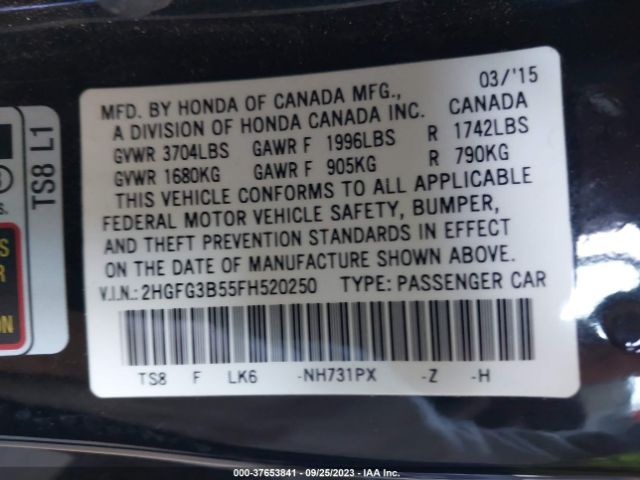 03/'15
MFD. BY HONDA OF CANADA MFG.,
A DIVISION OF HONDA CANADA INC. CANADA
GVWR 3704LBS GAWR F 1996LBS R 1742LBS
GVWR 1680KG GAWR F 905KG R 790KG
THIS VEHICLE CONFORMS TO ALL APPLICABLE
FEDERAL MOTOR VEHICLE SAFETY, BUMPER,
AND THEFT PREVENTION STANDARDS IN EFFECT
ON THE DATE OF MANUFACTURE SHOWN ABOVE.
V.I.N.: 2HGFG3B55FH520250 TYPE: PASSENGER CAR
TS8 F LK6 -NH731PX -Z -H
TS8 L1
000-37653841 - 09/25/2023 - IAA Inc.